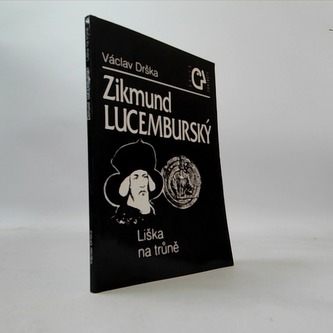 Václav Drška
Zikmund
LUCEMBURSKÝ
Liška
na trůně